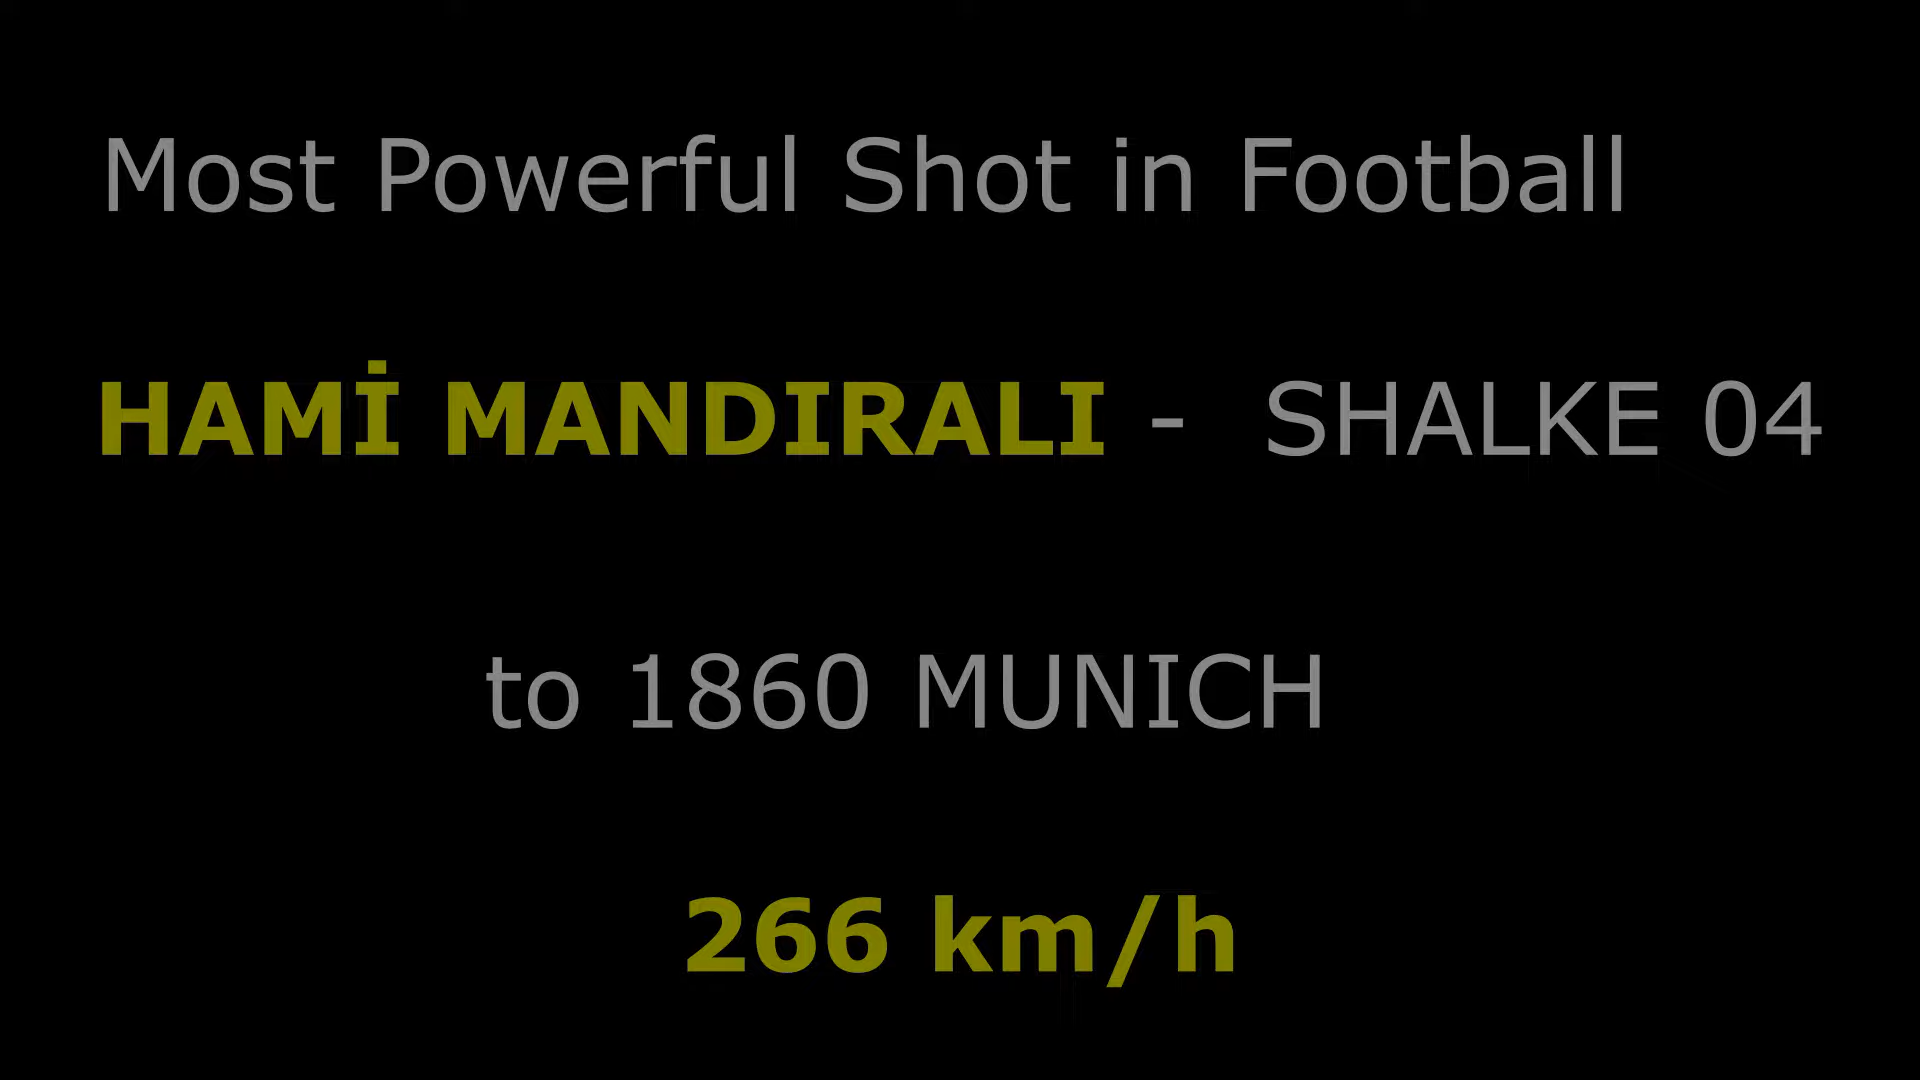 Most Powerful Shot in Football
HAMİ MANDIRALI - SHALKE 04
to 1860 MUNICH
266 km/h